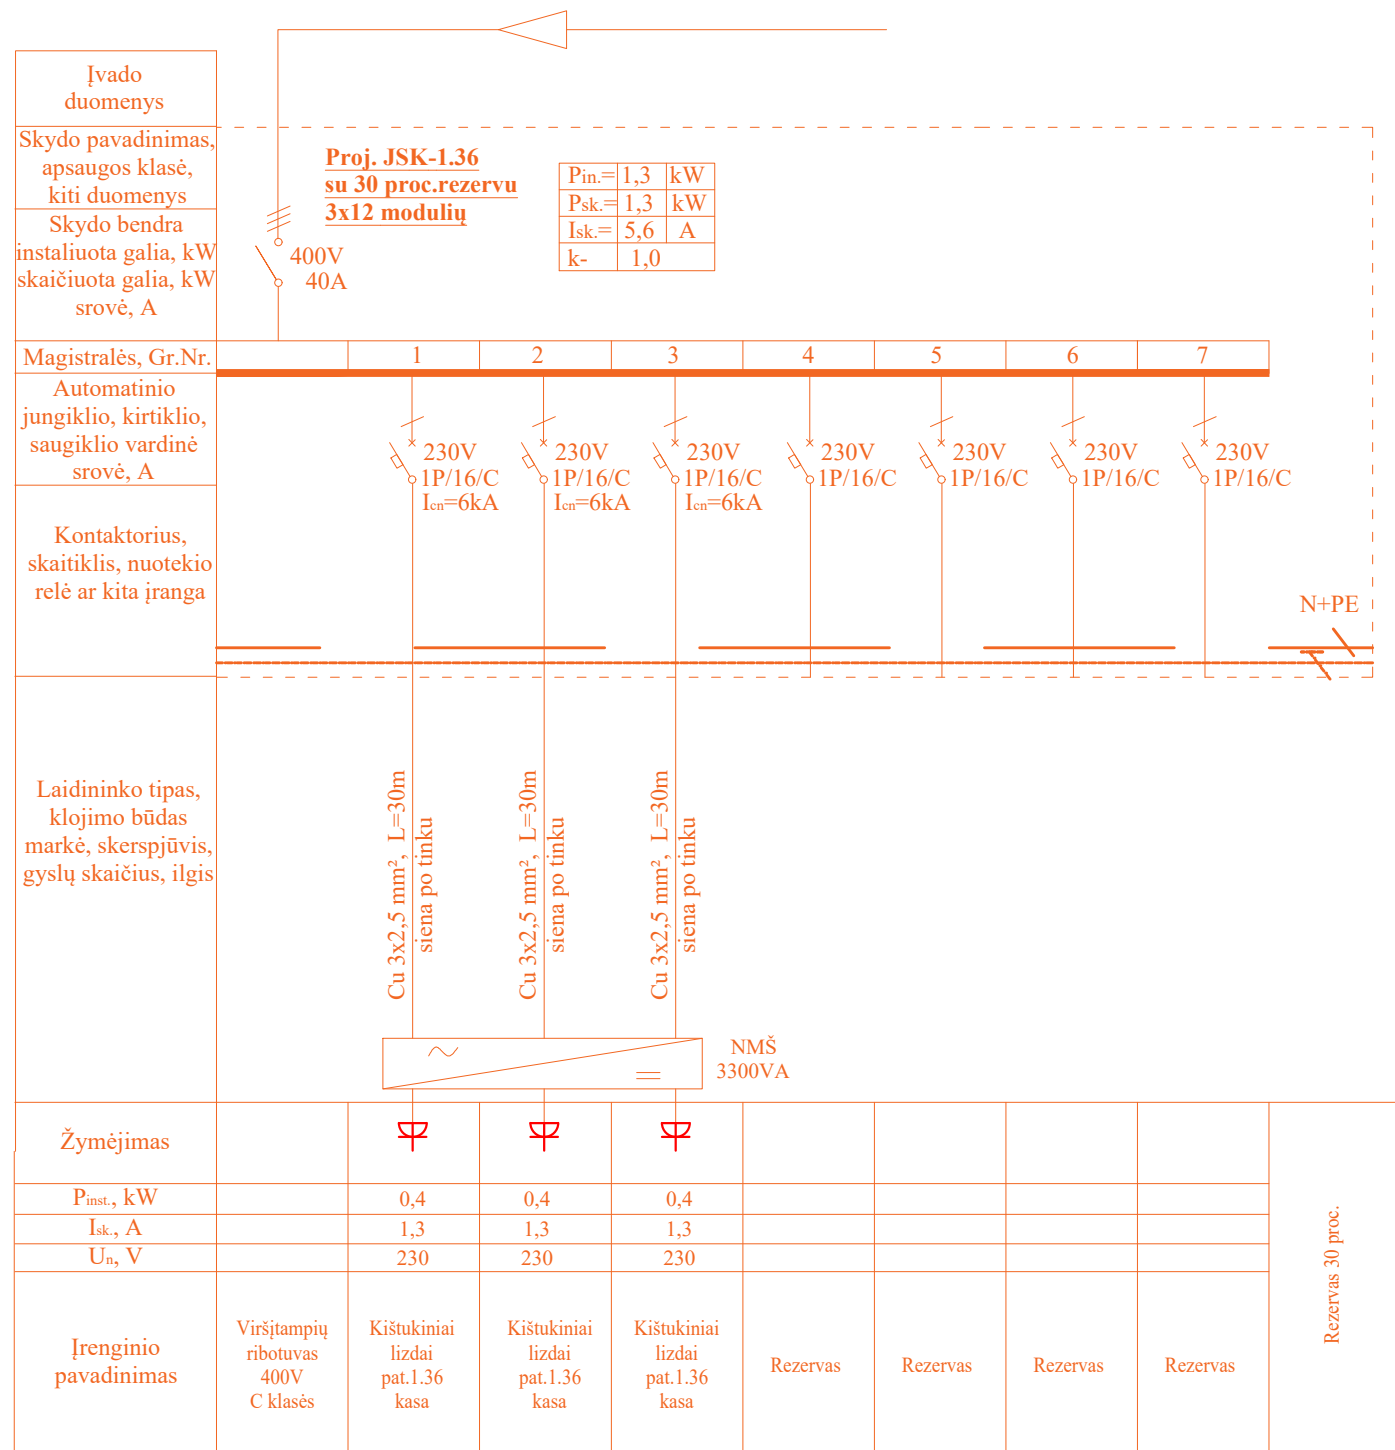 Įvado
duomenys
Skydo pavadinimas,
apsaugos klasė,
kiti duomenys
Skydo bendra
instaliuota galia, kW
skaičiuota galia, kW
srovė, A
Proj. JSK-1.36
su 30 proc.rezervu
3x12 modulių
Pin.= 1,3 kW
Psk.= 1,3 kW
Isk.= 5,6 A
k- 1,0
400V
40A
Magistralės, Gr.Nr. 1 2 3 4 5 6 7
Automatinio
jungiklio, kirtiklio,
saugiklio vardinė
srovė, A
230V 230V 230V 230V 230V 230V 230V
1P/16/C 1P/16/C 1P/16/C 1P/16/C 1P/16/C 1P/16/C 1P/16/C
Icn=6kA Icn=6kA Icn=6kA
Kontaktorius,
skaitiklis, nuotekio
relė ar kita įranga
N+PE
Laidininko tipas,
klojimo būdas
markė, skerspjūvis,
gyslų skaičius, ilgis
Cu 3x2,5 mm², L=30m
siena po tinku
Cu 3x2,5 mm², L=30m
siena po tinku
Cu 3x2,5 mm², L=30m
siena po tinku
NMŠ
3300VA
Žymėjimas
Pinst., kW 0,4 0,4 0,4
Isk., A 1,3 1,3 1,3
Un, V 230 230 230
Įrenginio
pavadinimas
Viršįtampių
ribotuvas
400V
C klasės
Kištukiniai
lizdai
pat.1.36
kasa
Kištukiniai
lizdai
pat.1.36
kasa
Kištukiniai
lizdai
pat.1.36
kasa
Rezervas
Rezervas
Rezervas
Rezervas
Rezervas 30 proc.